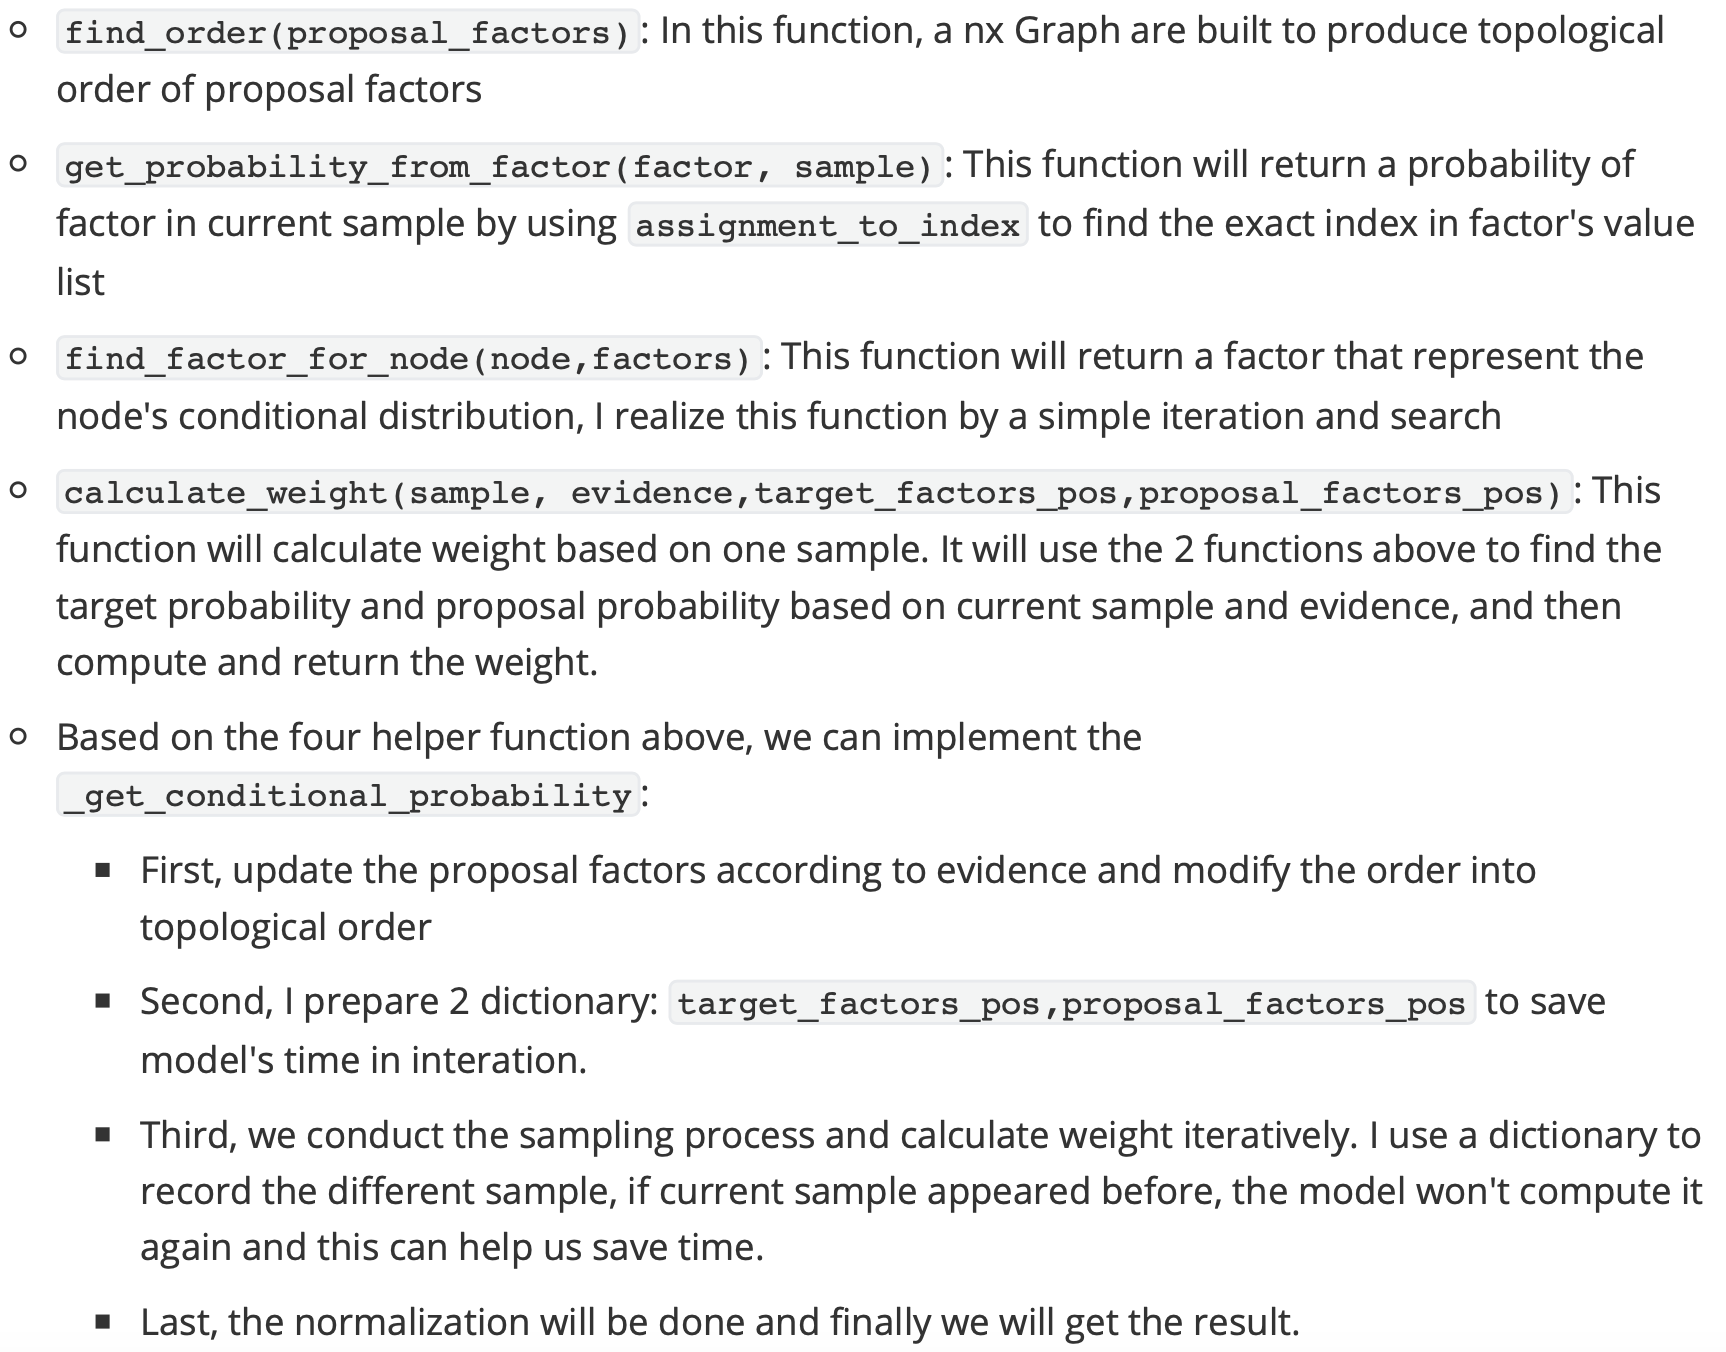 find_order(proposal_factors): In this function, a nx Graph are built to produce topological
order of proposal factors
get_probability_from_factor(factor, sample): This function will return a probability of
factor in current sample by using assignment_to_index to find the exact index in factor's value
list
find_factor_for_node(node,factors): This function will return a factor that represent the
node's conditional distribution, I realize this function by a simple iteration and search
calculate_weight(sample, evidence,target_factors_pos,proposal_factors_pos): This
function will calculate weight based on one sample. It will use the 2 functions above to find the
target probability and proposal probability based on current sample and evidence, and then
compute and return the weight.
Based on the four helper function above, we can implement the
_get_conditional_probability:
First, update the proposal factors according to evidence and modify the order into
topological order
Second, I prepare 2 dictionary: target_factors_pos,proposal_factors_pos to save
model's time in interation.
Third, we conduct the sampling process and calculate weight iteratively. I use a dictionary to
record the different sample, if current sample appeared before, the model won't compute it
again and this can help us save time.
Last, the normalization will be done and finally we will get the result.